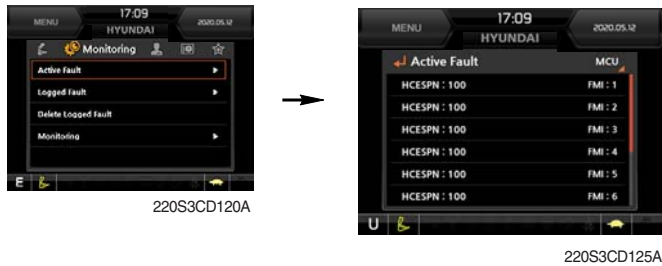 MENU
17:09
HYUNDAI
2020.05.12
Monitoring
Active Fault
Logged Fault
Delete Logged Fault
Monitoring
E
220S3CD120A
MENU
17:09
HYUNDAI
2020.05.12
Active Fault MCU
HCESPN : 100 FMI : 1
HCESPN : 100 FMI : 2
HCESPN : 100 FMI : 3
HCESPN : 100 FMI : 4
HCESPN : 100 FMI : 5
HCESPN : 100 FMI : 6
U
220S3CD125A